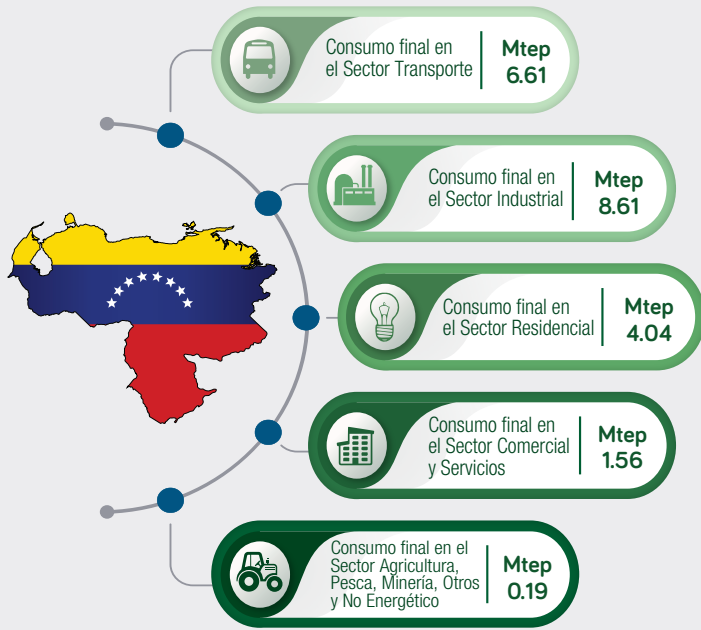 Consumo final en
el Sector Transporte
Mtep
6.61
Consumo final en
el Sector Industrial
Mtep
8.61
Consumo final en
el Sector Residencial
Mtep
4.04
Consumo final en
el Sector Comercial
y Servicios
Mtep
1.56
Consumo final en el
Sector Agricultura,
Pesca, Minería, Otros
y No Energético
Mtep
0.19